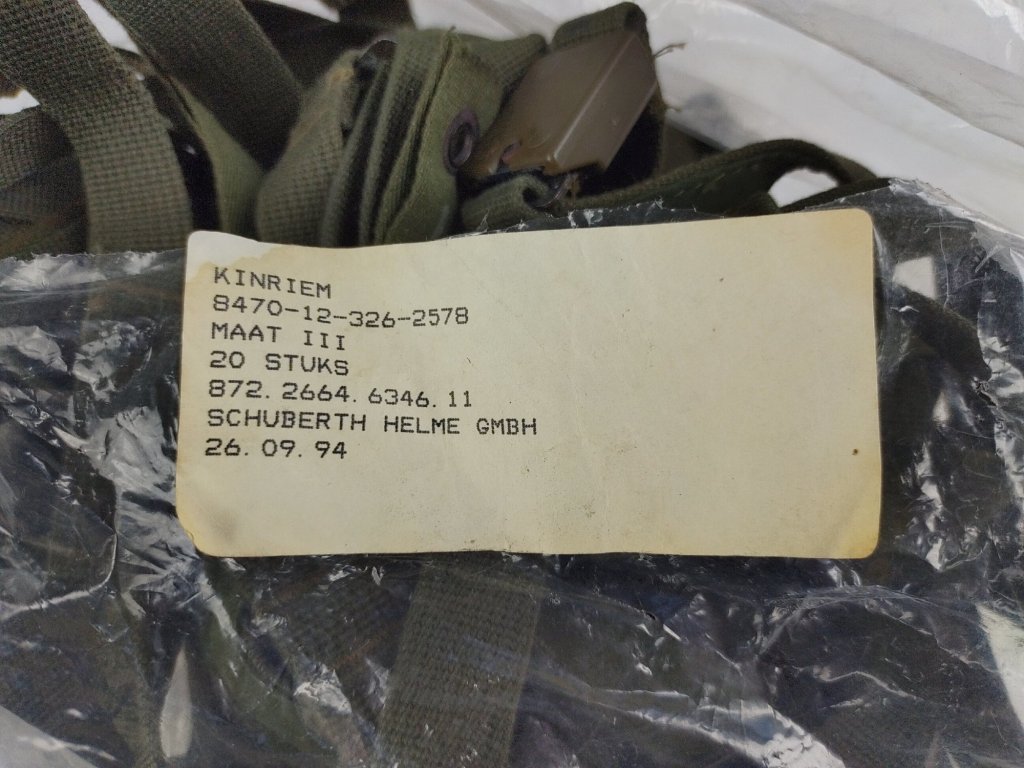 KINRIEM
8470-12-326-2578
MAAT III
20 STUKS
872.2664.6346.11
SCHUBERTH HELME GMBH
26.09.94